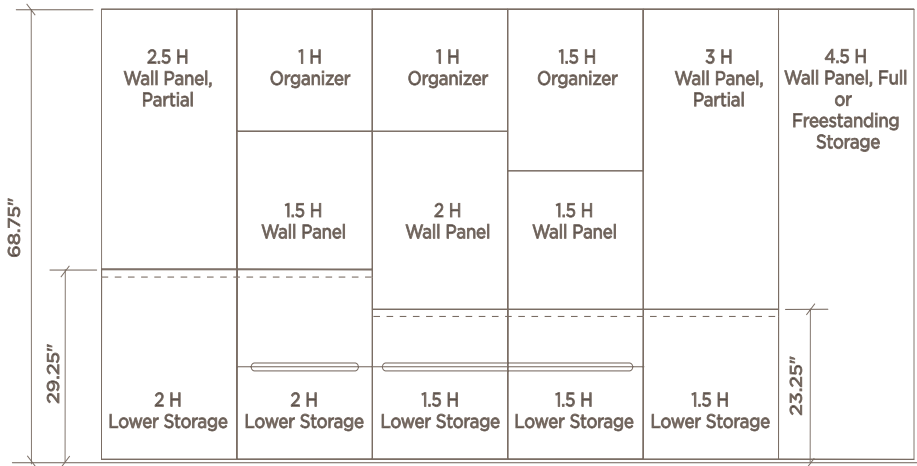 2.5 H
Wall Panel,
Partial
1 H
Organizer
1 H
Organizer
1.5 H
Organizer
3 H
Wall Panel,
Partial
4.5 H
Wall Panel, Full
or
Freestanding
Storage
1.5 H
Wall Panel
2 H
Wall Panel
1.5 H
Wall Panel
68.75"
29.25"
23.25"
2 H
Lower Storage
2 H
Lower Storage
1.5 H
Lower Storage
1.5 H
Lower Storage
1.5 H
Lower Storage